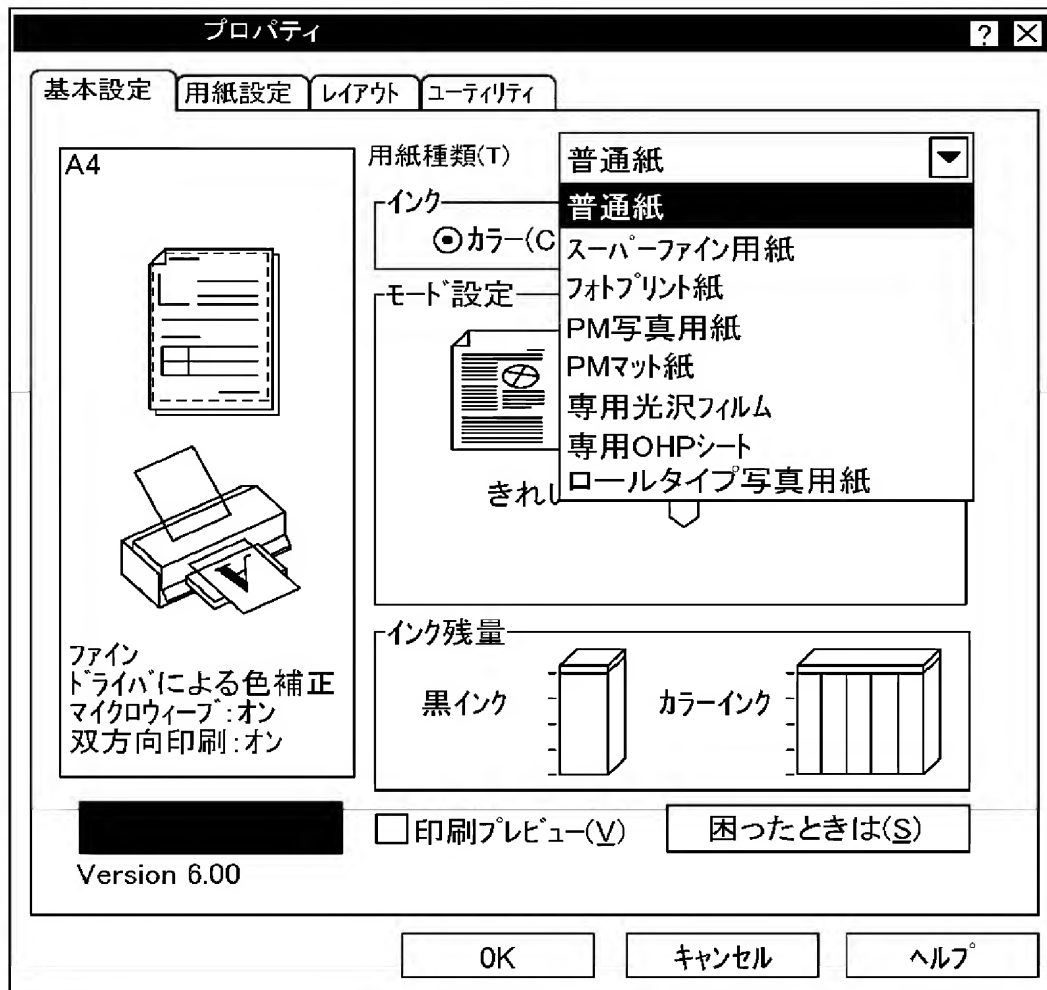 プロパティ
? ×
基本設定 用紙設定 レイアウト ユーティリティ
A4
ファイン
ドライバによる色補正
マイクロウィーブ:オン
双方向印刷:オン
Version 6.00
用紙種類(T) 普通紙
普通紙
スーパーファイン用紙
フォトプリント紙
PM写真用紙
PMマット紙
専用光沢フィルム
専用OHPシート
ロールタイプ写真用紙
インク
カラー(C
モード設定
きれい
インク残量
黒インク カラーインク
印刷プレビュー(V) 困ったときは(S)
OK キャンセル ヘルプ